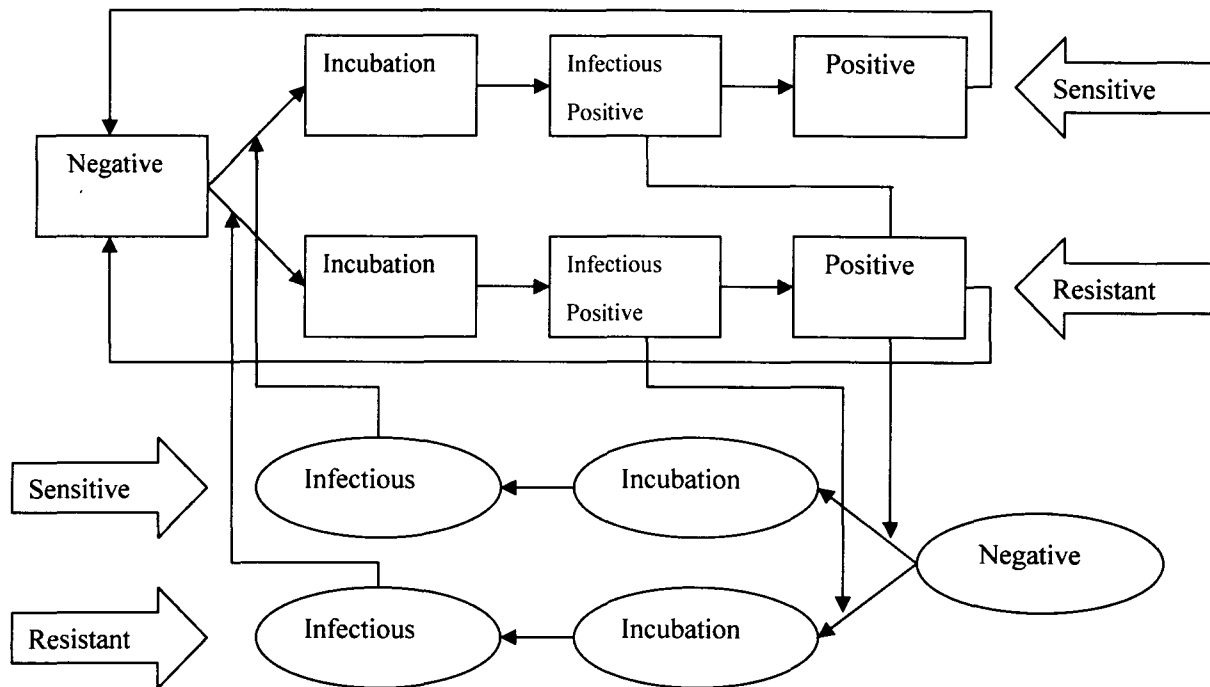 Incubation
Infectious
Positive
Positive
Sensitive
Negative
Incubation
Infectious
Positive
Positive
Resistant
Sensitive
Infectious
Incubation
Negative
Resistant
Infectious
Incubation